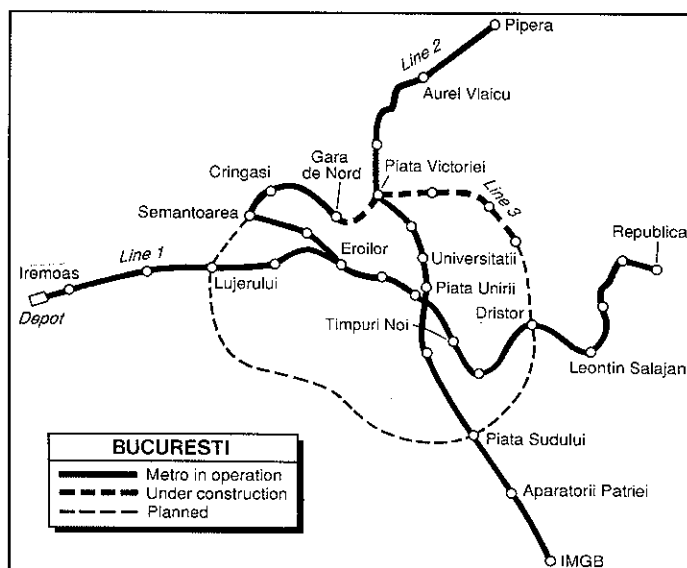 Pipera
Line 2
Aurel Vlaicu
Gara
de Nord
Cringasi
Piata Victoriei
Semantoarea
Line 3
Republica
Line 1
Eroilor
Universitatii
Iremoas
Lujerului
Piata Unirii
Depot
Dristor
Timpuri Noi
Leontin Salajan
BUCURESTI
Metro in operation
Under construction
Planned
Piata Sudului
Aparatorii Patriei
IMGB